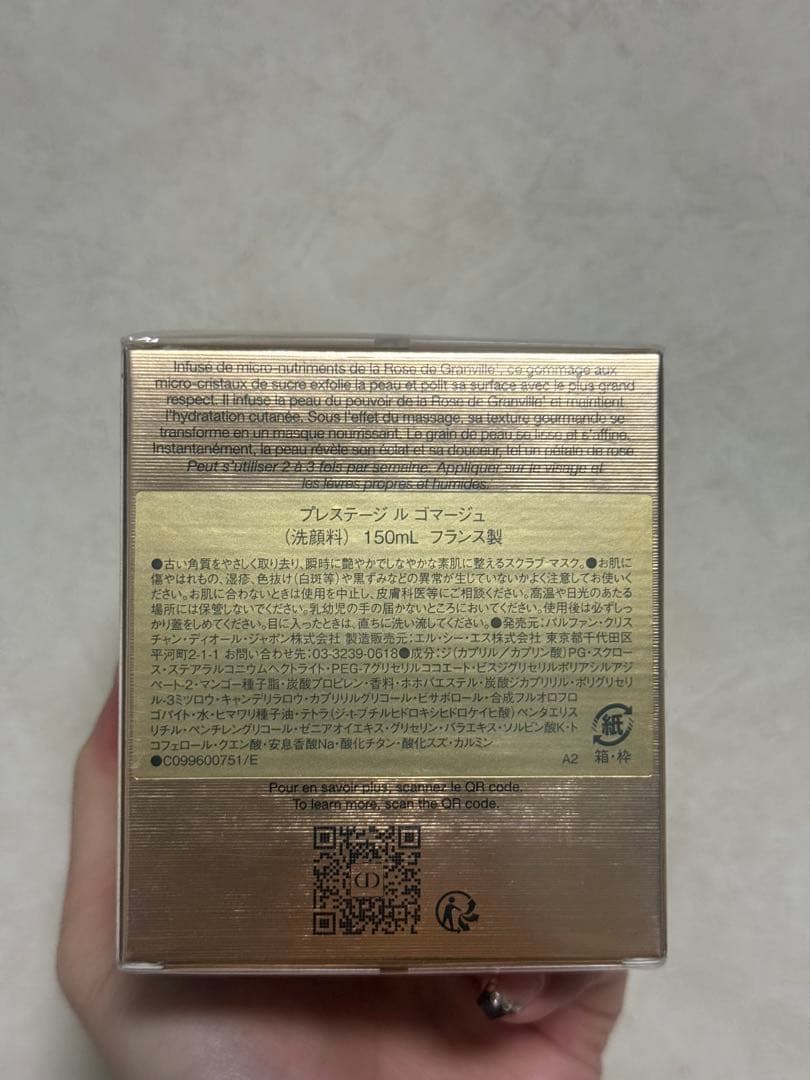 Infusé de micro-nutriments de la Rose de Granville¹, ce gommage aux
micro-cristaux de sucre exfolie la peau et polit sa surface avec le plus grand
respect. Il infuse la peau du pouvoir de la Rose de Granville¹ et maintient
l'hydratation cutanée. Sous l'effet du massage, sa texture gourmande se
transforme en un masque nourrissant. Le grain de peau se lisse et s'affine.
Instantanément, la peau révèle son éclat et sa douceur, tel un pétale de rose.
Peut s'utiliser 2 à 3 fois par semaine. Appliquer sur le visage et
les lèvres propres et humides.
プレステージ ル ゴマージュ
(洗顔料) 150mL フランス製
●古い角質をやさしく取り去り、瞬時に艶やかでしなやかな素肌に整えるスクラブ マスク。●お肌に
傷やはれもの、湿疹、色抜け(白斑等)や黒ずみなどの異常が生じていないかよく注意してお使いく
ださい。お肌に合わないときは使用を中止し、皮膚科医等にご相談ください。高温や日光のあたる
場所には保管しないでください。乳幼児の手の届かないところにおいてください。使用後は必ずしっ
かり蓋をしめてください。目に入ったときは、直ちに洗い流してください。●発売元:パルファン・クリス
チャン・ディオール・ジャポン株式会社 製造販売元:エル・シー・エス株式会社 東京都千代田区
平河町2-1-1 お問い合わせ先:03-3239-0618●成分:ジ(カプリル/カプリン酸)PG・スクロー
ス・ステアラルコニウムヘクトライト・PEG-7グリセリルココエート・ビスジグリセリルポリアシルアジ
ペート-2・マンゴー種子脂・炭酸プロピレン・香料・ホホバエステル・炭酸ジカプリリル・ポリグリセリ
ル-3ミツロウ・キャンデリラロウ・カプリリルグリコール・ビサボロール・合成フルオロフロ
ゴパイト・水・ヒマワリ種子油・テトラ(ジ-t-ブチルヒドロキシヒドロケイヒ酸)ペンタエリス
リチル・ペンチレングリコール・ゼニアオイエキス・グリセリン・バラエキス・ソルビン酸K・ト
コフェロール・クエン酸・安息香酸Na・酸化チタン・酸化スズ・カルミン
●C099600751/E A2
紙
箱・枠
Pour en savoir plus, scannez le QR code.
To learn more, scan the QR code.
CD